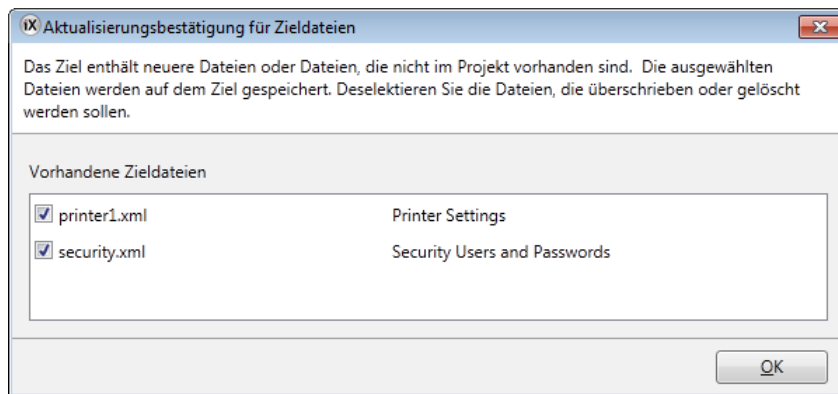 iX Aktualisierungsbestätigung für Zieldateien
Das Ziel enthält neuere Dateien oder Dateien, die nicht im Projekt vorhanden sind. Die ausgewählten
Dateien werden auf dem Ziel gespeichert. Deselektieren Sie die Dateien, die überschrieben oder gelöscht
werden sollen.
Vorhandene Zieldateien
printer1.xml Printer Settings
security.xml Security Users and Passwords
OK